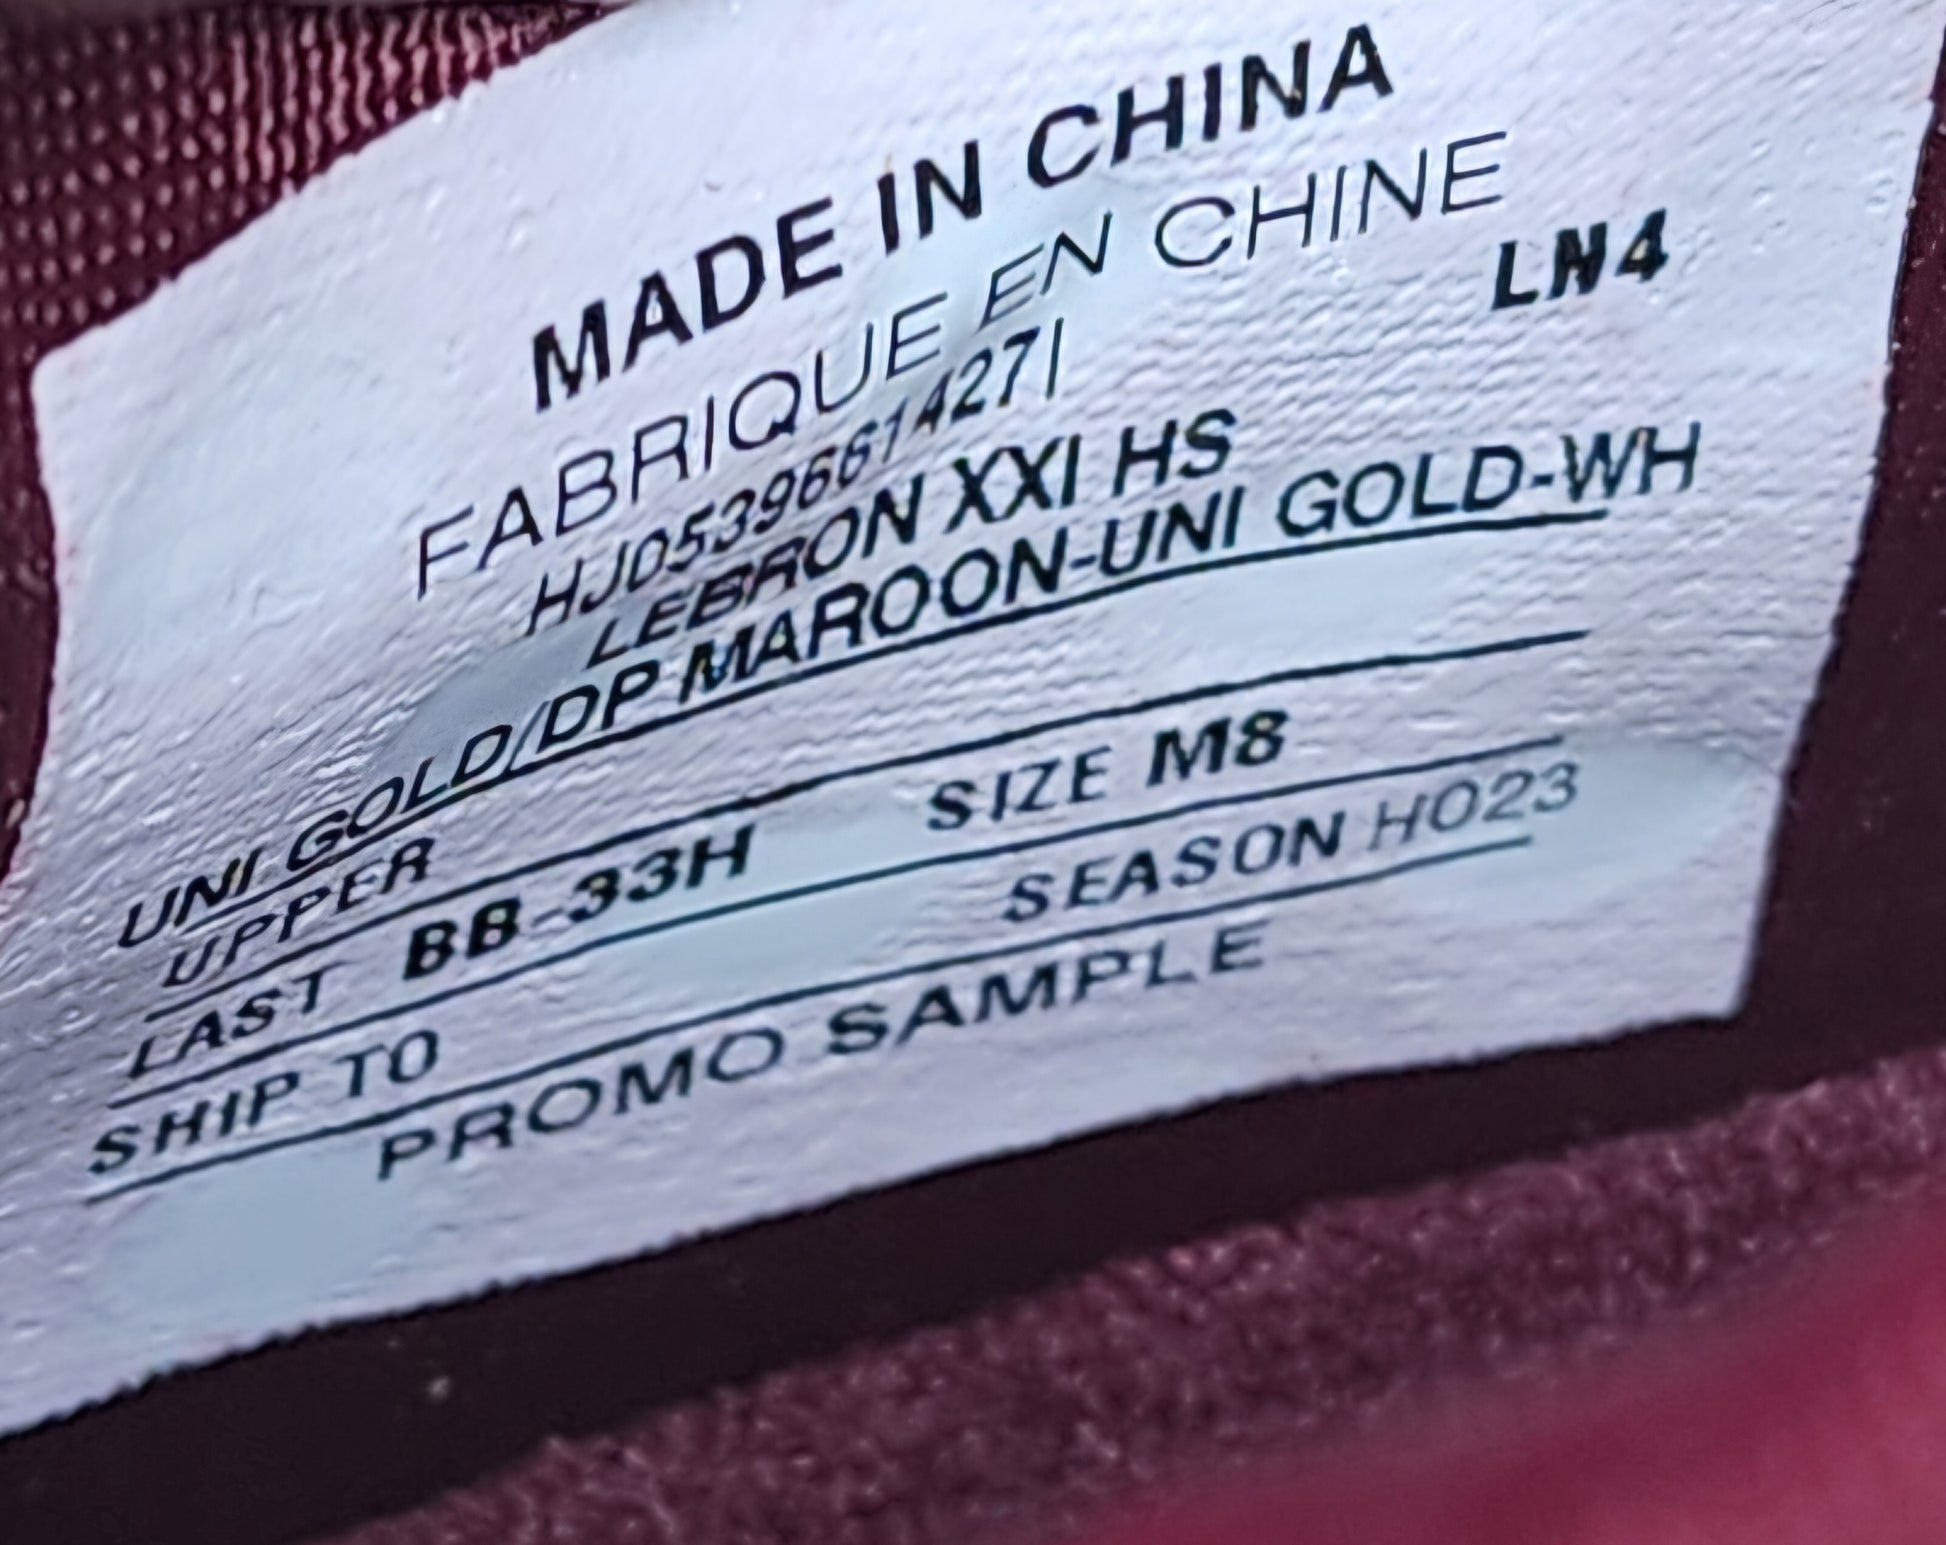 MADE IN CHINA
FABRIQUE EN CHINE
LN4
HJ0539661427I
LEBRON XXI HS
UNI GOLD/DP MAROON-UNI GOLD-WH
UPPER
LAST BB-33H SIZE M8
SHIP TO SEASON HO23
PROMO SAMPLE